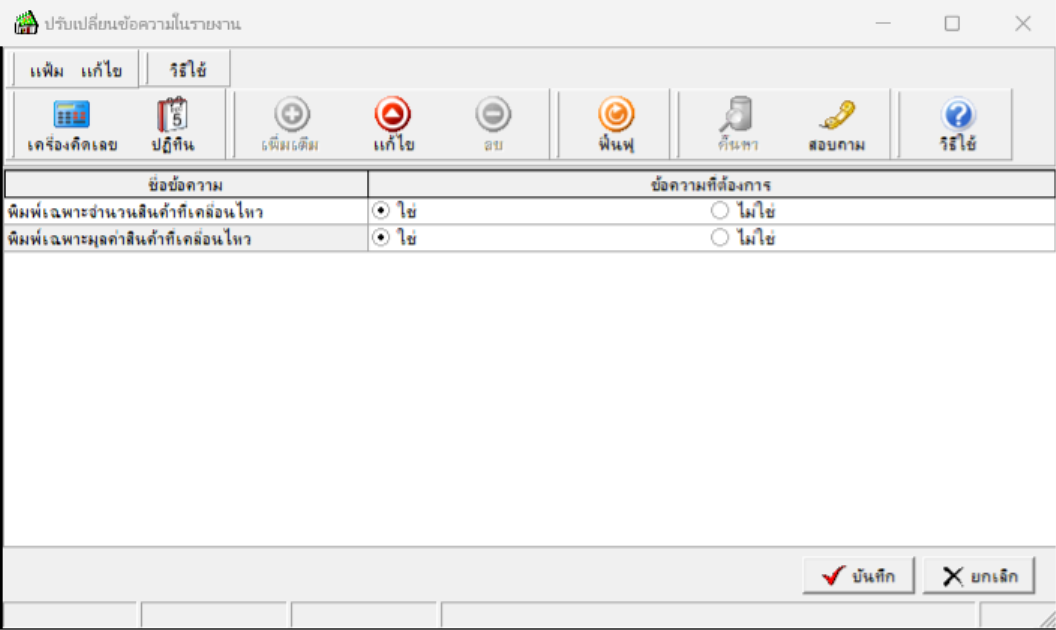 ปรับเปลี่ยนข้อความในรายงาน
แฟ้ม แก้ไข วิธีใช้
5
เครื่องคิดเลข ปฏิทิน เพิ่มเติม แก้ไข ลบ ฟื้นฟู ค้นหา สอบถาม วิธีใช้
ชื่อข้อความ ข้อความที่ต้องการ
พิมพ์เฉพาะจำนวนสินค้าที่เคลื่อนไหว ใช่ ไม่ใช่
พิมพ์เฉพาะมูลค่าสินค้าที่เคลื่อนไหว ใช่ ไม่ใช่
บันทึก ยกเลิก